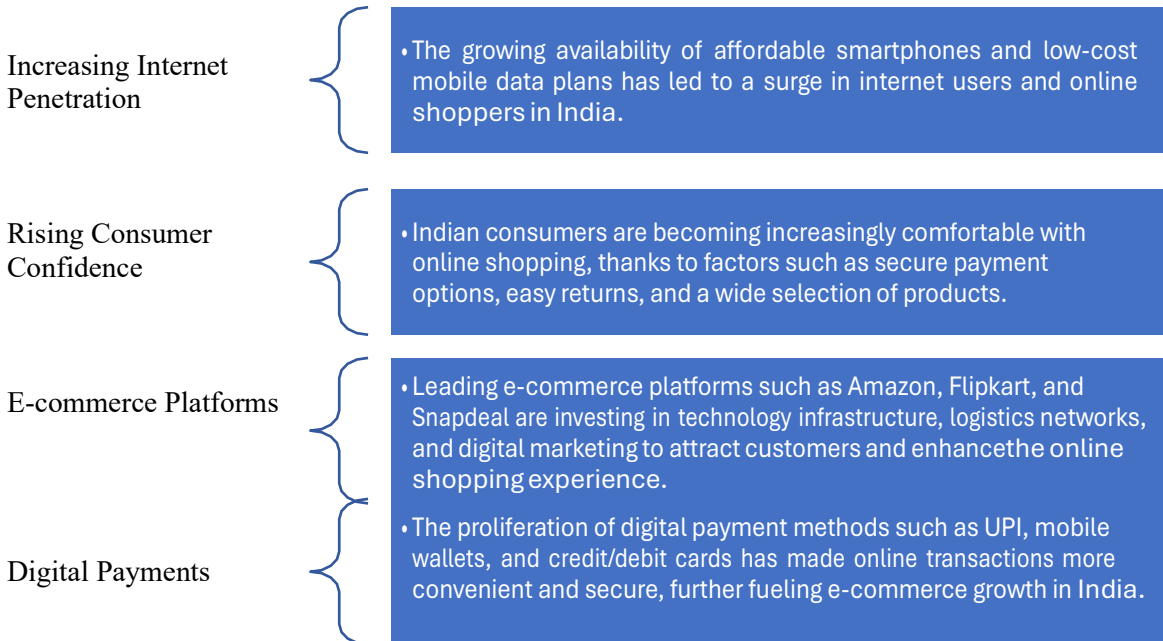 Increasing Internet
Penetration
• The growing availability of affordable smartphones and low-cost
mobile data plans has led to a surge in internet users and online
shoppers in India.
Rising Consumer
Confidence
• Indian consumers are becoming increasingly comfortable with
online shopping, thanks to factors such as secure payment
options, easy returns, and a wide selection of products.
E-commerce Platforms
• Leading e-commerce platforms such as Amazon, Flipkart, and
Snapdeal are investing in technology infrastructure, logistics networks,
and digital marketing to attract customers and enhancethe online
shopping experience.
Digital Payments
• The proliferation of digital payment methods such as UPI, mobile
wallets, and credit/debit cards has made online transactions more
convenient and secure, further fueling e-commerce growth in India.